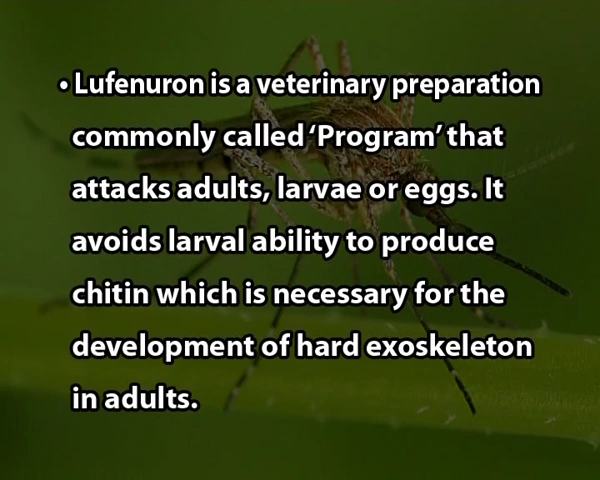 • Lufenuron is a veterinary preparation
commonly called ‘Program’ that
attacks adults, larvae or eggs. It
avoids larval ability to produce
chitin which is necessary for the
development of hard exoskeleton
in adults.